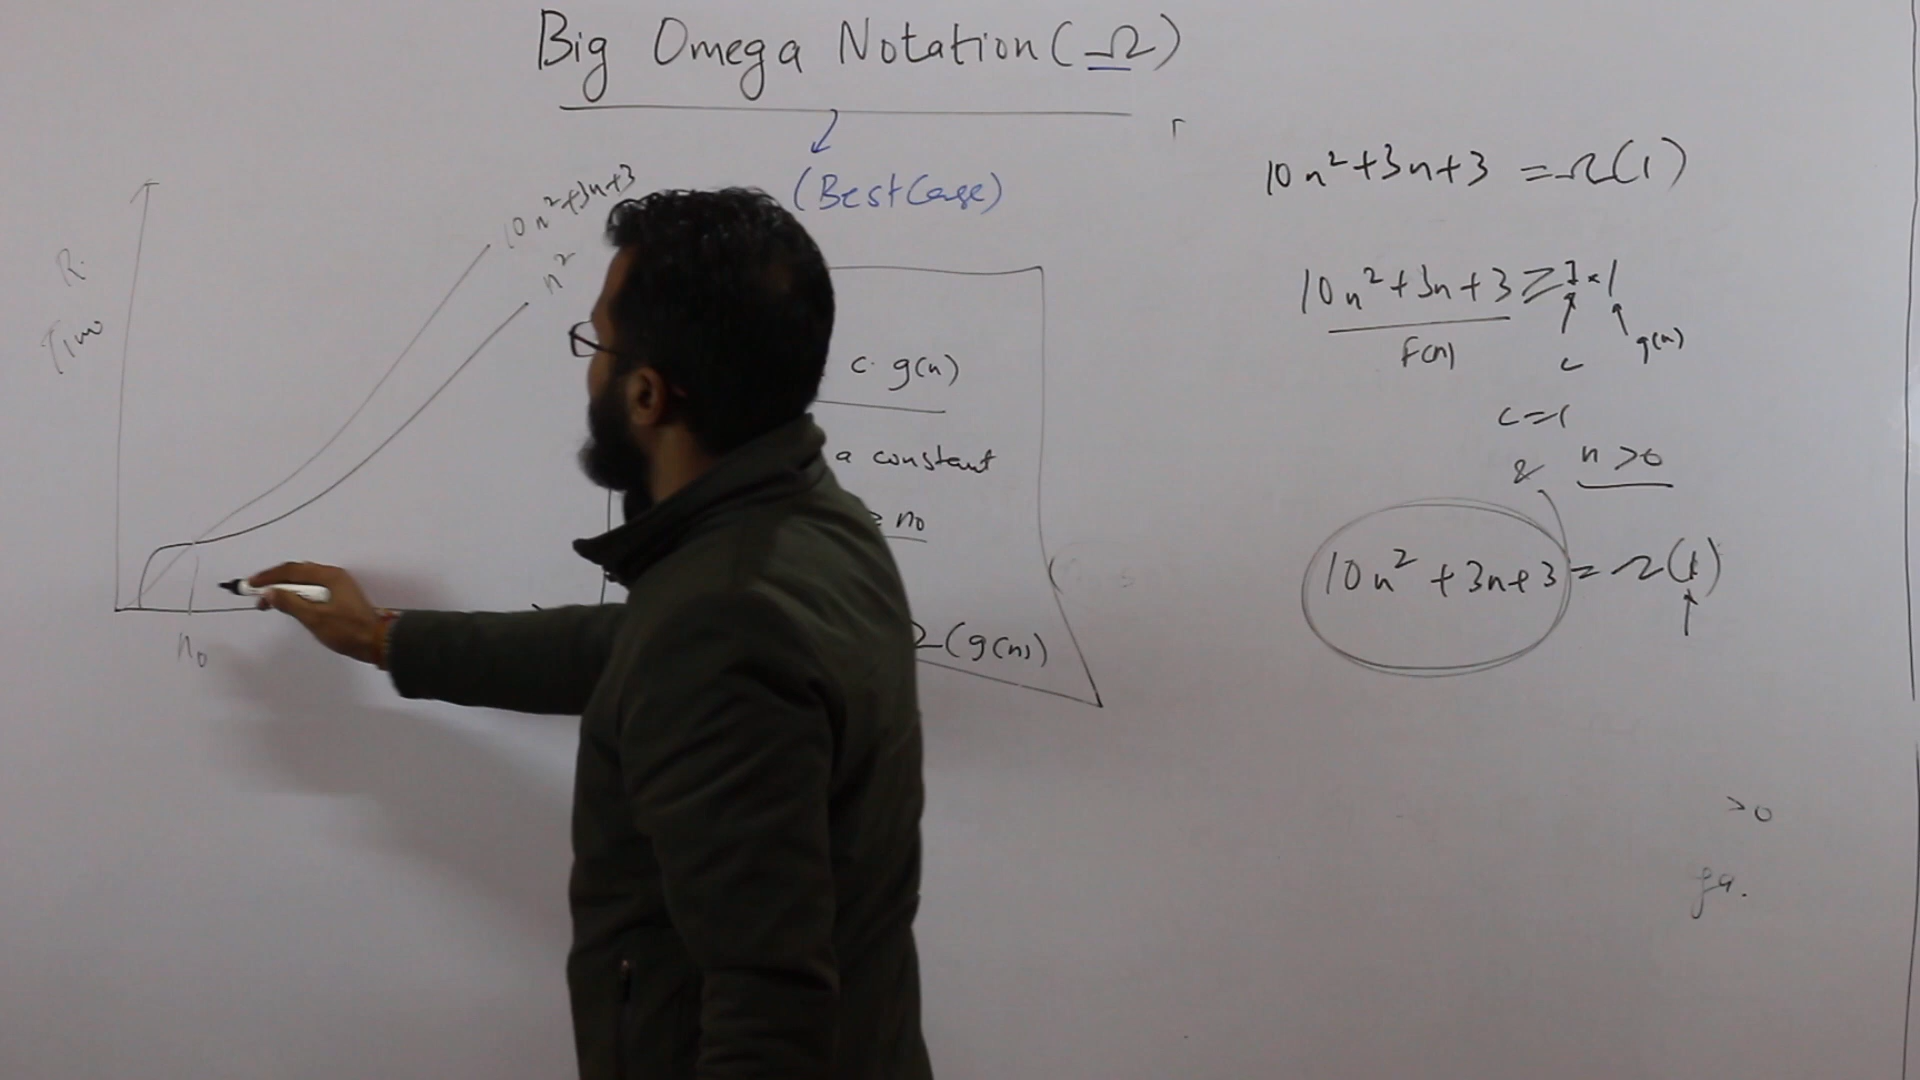 Big Omega Notation (Ω)
(Best Case)
R.
Time
10n²+3n+3
n²
n₀
c. g(n)
a constant
n₀
Ω(g(n))
10n²+3n+3 = Ω(1)
10n²+3n+3 ≥ 1 * 1
F(n)
c
g(n)
c=1
& n>0
10n²+3n+3 = Ω(1)
>0